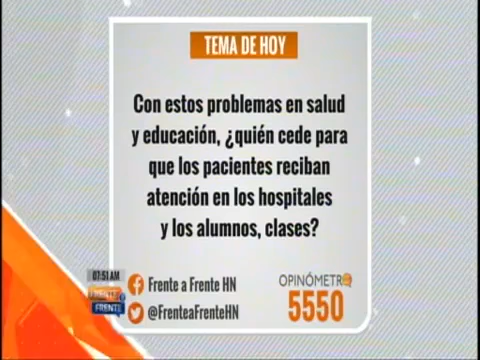 TEMA DE HOY
Con estos problemas en salud
y educación, ¿quién cede para
que los pacientes reciban
atención en los hospitales
y los alumnos, clases?
07:51 AM
FRENTE a
FRENTE
Frente a Frente HN
@FrenteaFrenteHN
OPINÓMETRO
5550